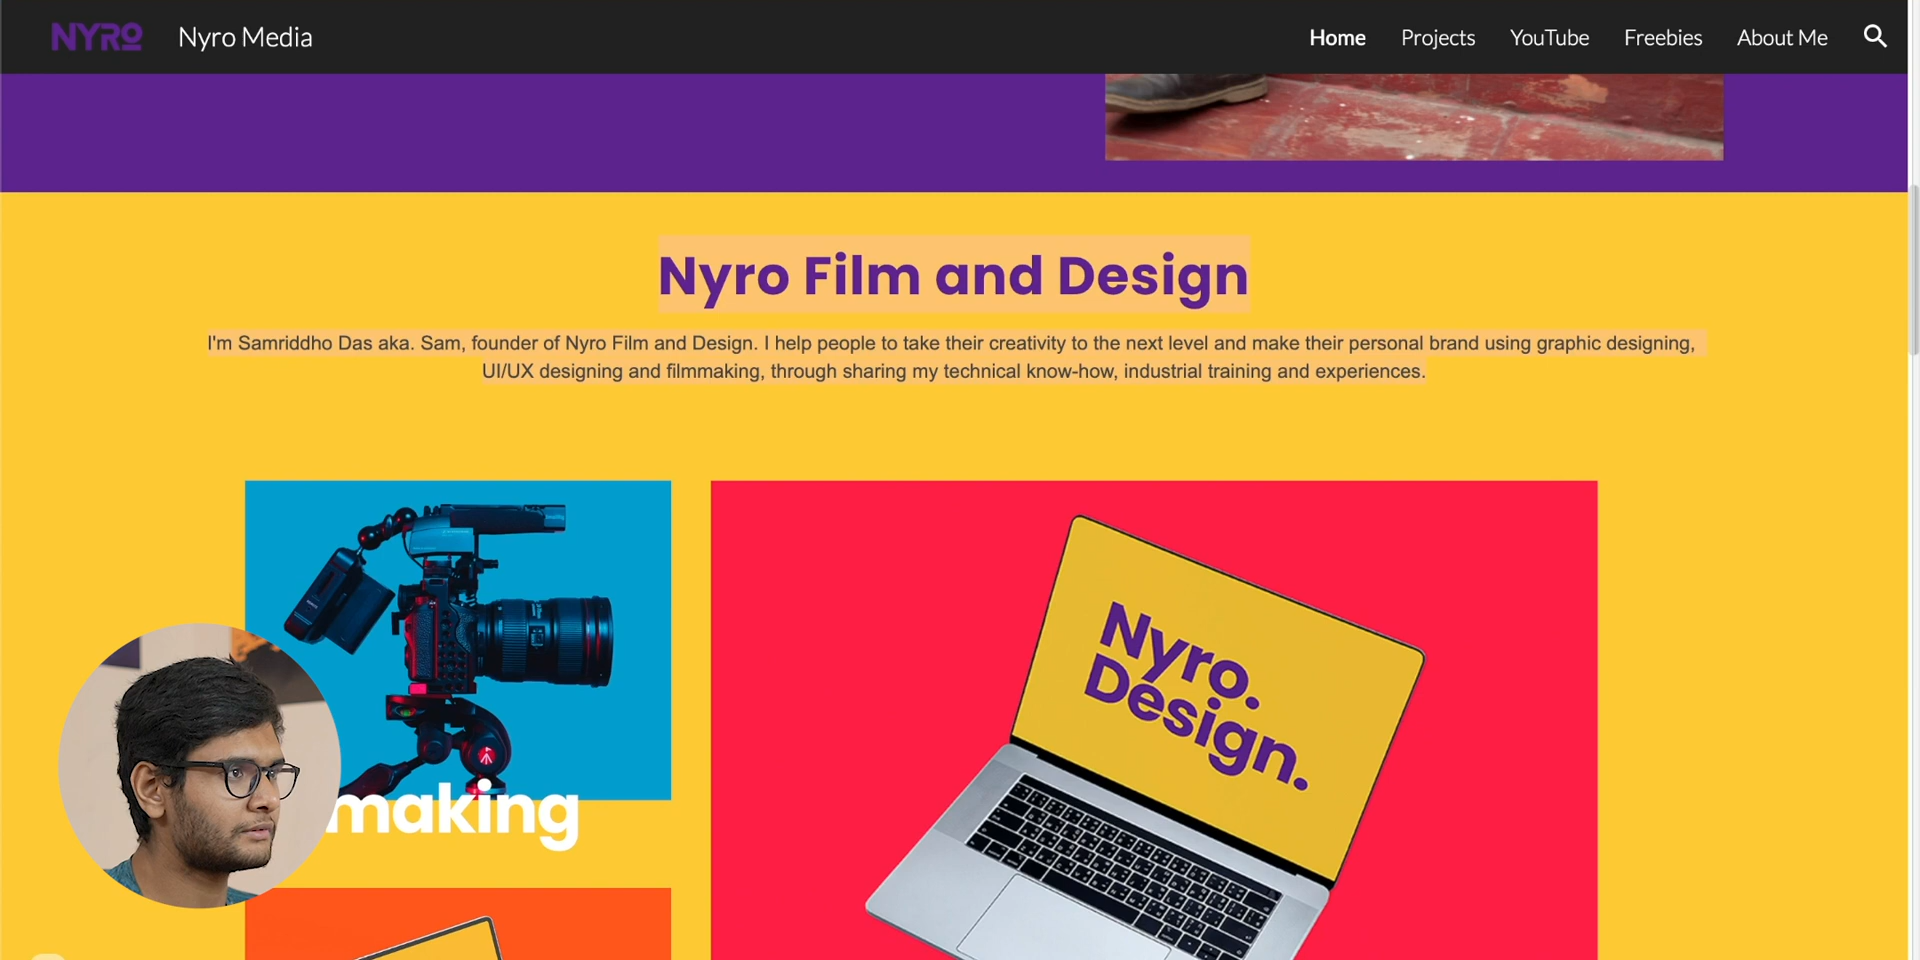 NYRO
Nyro Media
Home
Projects
YouTube
Freebies
About Me
Nyro Film and Design
I'm Samriddho Das aka. Sam, founder of Nyro Film and Design. I help people to take their creativity to the next level and make their personal brand using graphic designing,
UI/UX designing and filmmaking, through sharing my technical know-how, industrial training and experiences.
Nyro.
Design.
making